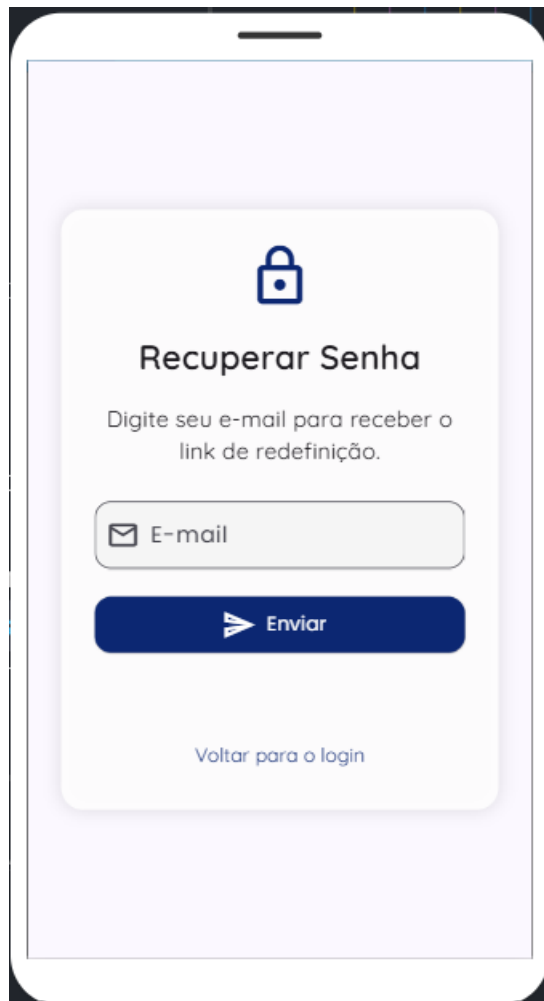 Recuperar Senha
Digite seu e-mail para receber o
link de redefinição.
E-mail
Enviar
Voltar para o login